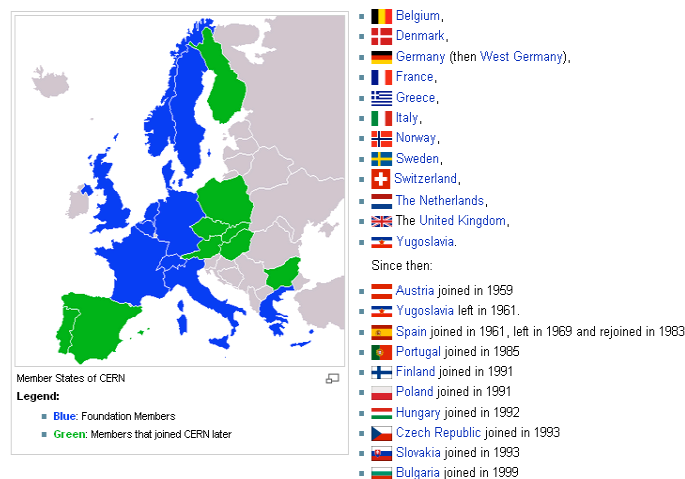 Belgium,
Denmark,
Germany (then West Germany),
France,
Greece,
Italy,
Norway,
Sweden,
Switzerland,
The Netherlands,
The United Kingdom,
Yugoslavia.
Since then:
Austria joined in 1959
Yugoslavia left in 1961.
Spain joined in 1961, left in 1969 and rejoined in 1983
Portugal joined in 1985
Finland joined in 1991
Poland joined in 1991
Hungary joined in 1992
Czech Republic joined in 1993
Slovakia joined in 1993
Bulgaria joined in 1999
Member States of CERN
Legend:
Blue: Foundation Members
Green: Members that joined CERN later